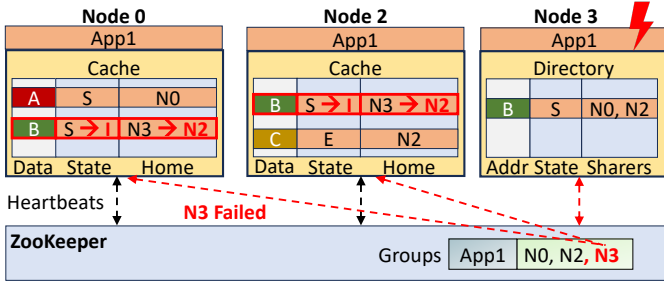 Node 0 Node 2 Node 3
App1 App1 App1
Cache Cache Directory
A S N0
B S → I N3 → N2
Data State Home
B S → I N3 → N2
C E N2
Data State Home
B S N0, N2
Addr State Sharers
Heartbeats
N3 Failed
ZooKeeper
Groups App1 N0, N2, N3